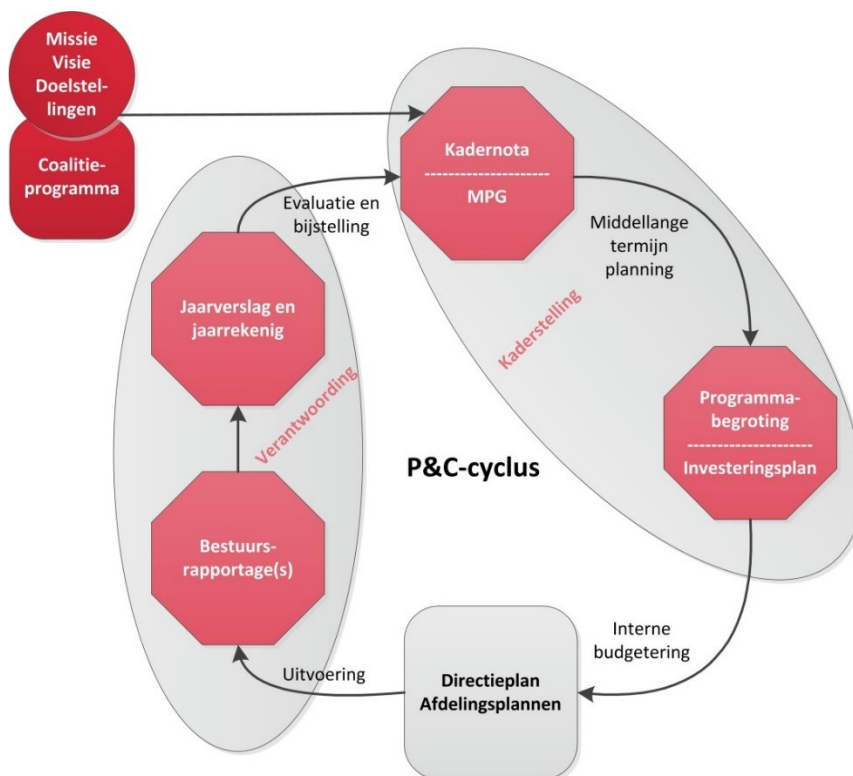 Missie
Visie
Doelstel-
lingen
Coalitie-
programma
Kadernota
----------------------
MPG
Evaluatie en
bijstelling
Middellange
termijn
planning
Jaarverslag en
jaarrekenig
Kaderstelling
Verantwoording
Programma-
begroting
----------------------
Investeringsplan
P&C-cyclus
Bestuurs-
rapportage(s)
Interne
budgetering
Uitvoering
Directieplan
Afdelingsplannen